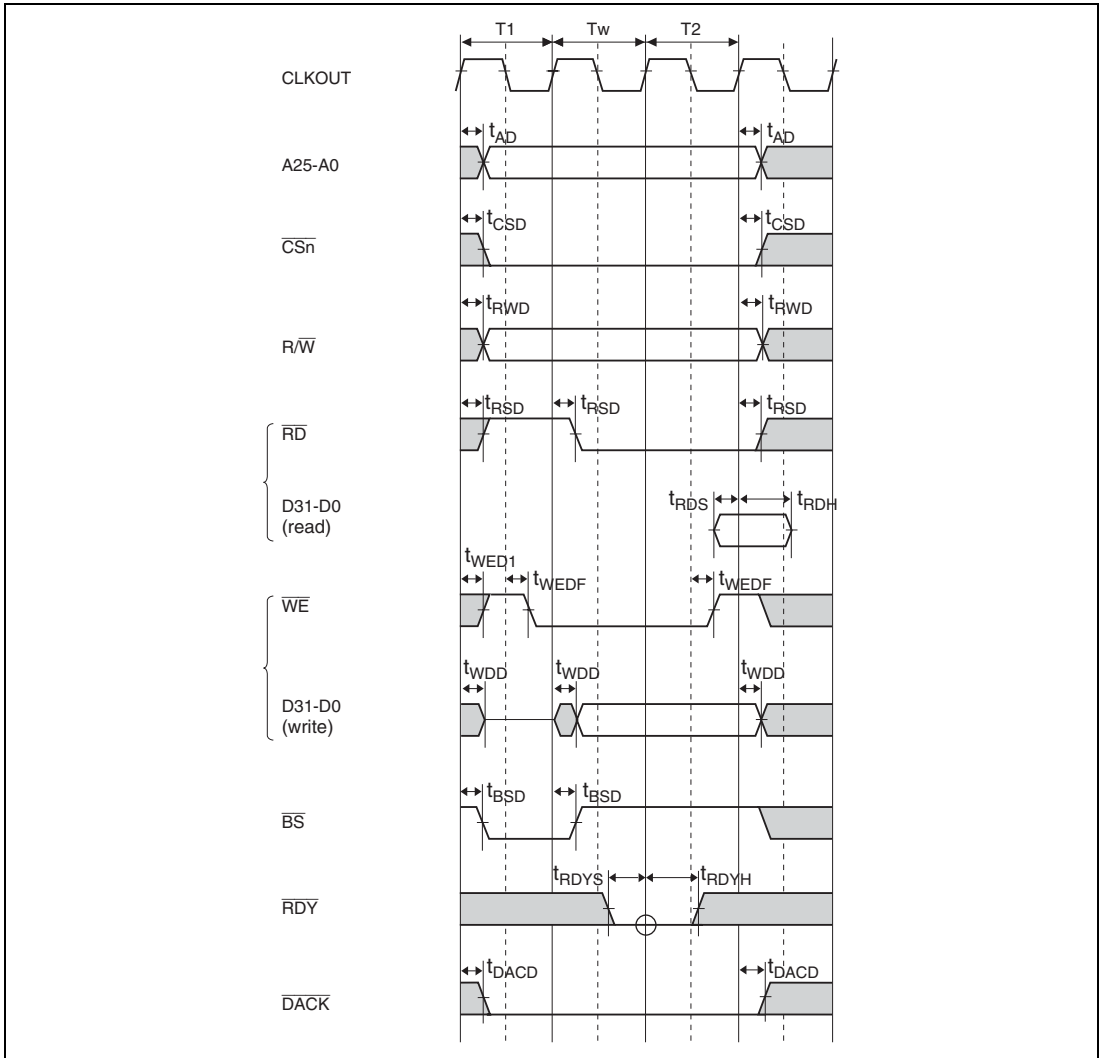 T1 Tw T2
CLKOUT
tAD tAD
A25-A0
tCSD tCSD
CSn
tRWD tRWD
R/W
tRSD tRSD tRSD
RD
tRDS tRDH
D31-D0
(read)
tWED1 tWEDF tWEDF
WE
tWDD tWDD tWDD
D31-D0
(write)
tBSD tBSD
BS
tRDYS tRDYH
RDY
tDACD tDACD
DACK